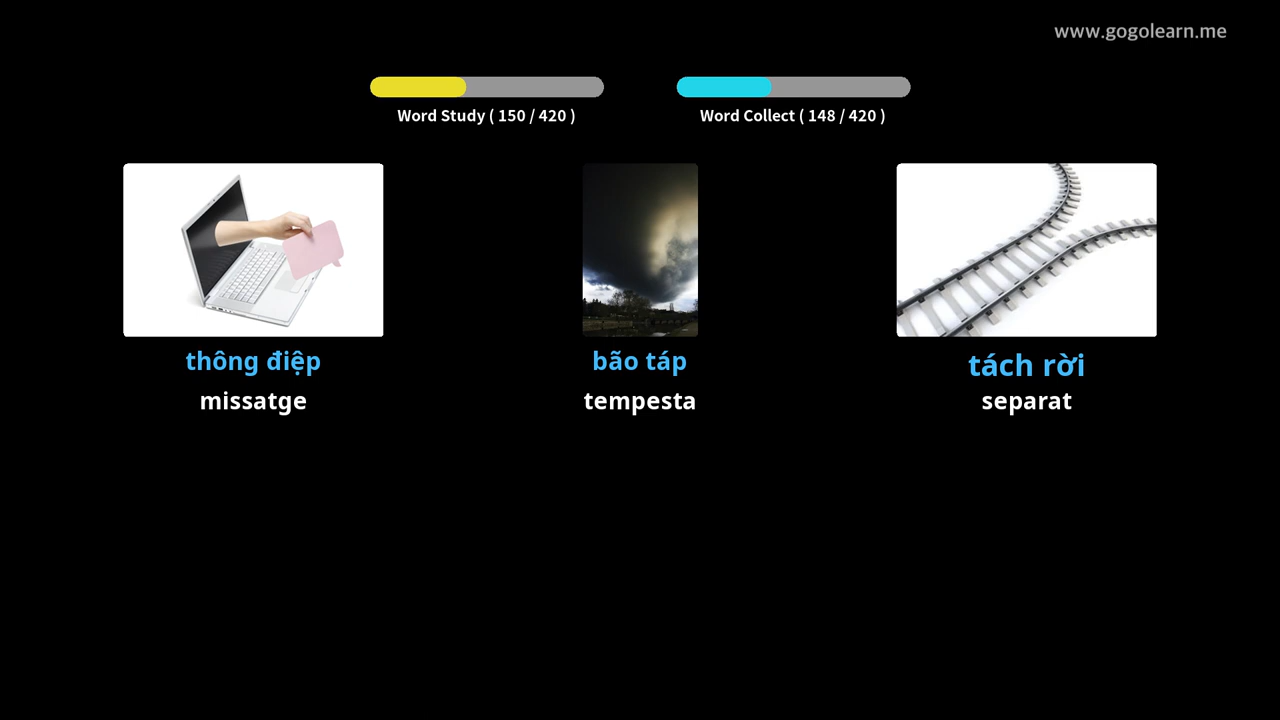 www.gogolearn.me
Word Study ( 150 / 420 )
Word Collect ( 148 / 420 )
thông điệp
missatge
bão táp
tempesta
tách rời
separat